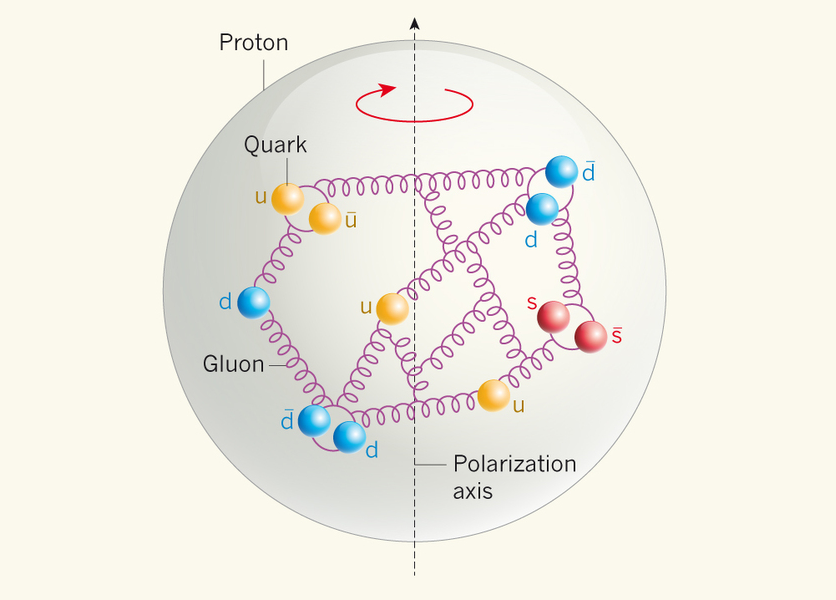 Proton
Quark
d̄
u
ū
d
d
u
s
s̄
Gluon
u
d̄
d
Polarization
axis